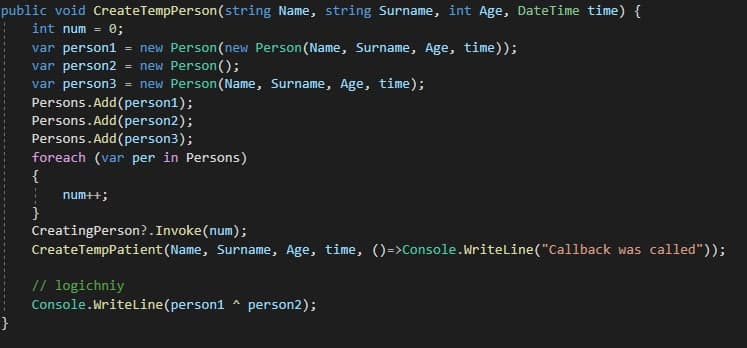 public void CreateTempPerson(string Name, string Surname, int Age, DateTime time) {
    int num = 0;
    var person1 = new Person(new Person(Name, Surname, Age, time));
    var person2 = new Person();
    var person3 = new Person(Name, Surname, Age, time);
    Persons.Add(person1);
    Persons.Add(person2);
    Persons.Add(person3);
    foreach (var per in Persons)
    {
        num++;
    }
    CreatingPerson?.Invoke(num);
    CreateTempPatient(Name, Surname, Age, time, ()=>Console.WriteLine("Callback was called"));

    // logichniy
    Console.WriteLine(person1 ^ person2);
}